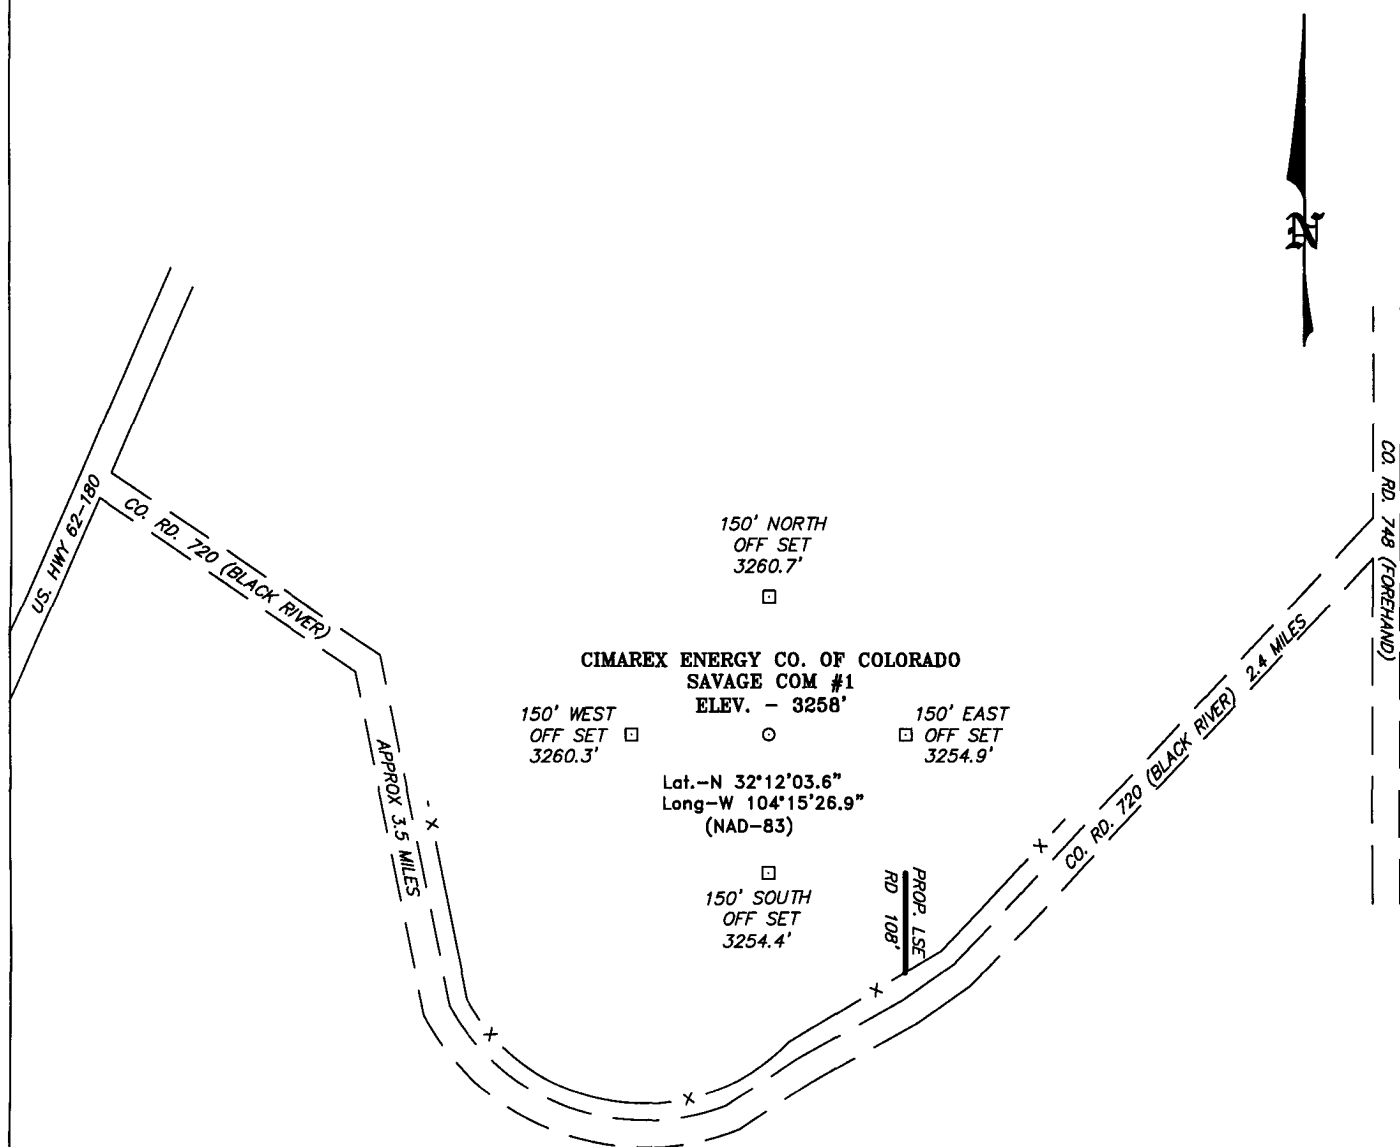 US. HWY 62-180
CO. RD. 720 (BLACK RIVER)
APPROX 3.5 MILES
150' NORTH
OFF SET
3260.7'
CIMAREX ENERGY CO. OF COLORADO
SAVAGE COM #1
ELEV. - 3258'
150' WEST
OFF SET
3260.3'
150' EAST
OFF SET
3254.9'
Lat.-N 32°12'03.6"
Long-W 104°15'26.9"
(NAD-83)
150' SOUTH
OFF SET
3254.4'
PROP. LSE
RD 108'
CO. RD. 720 (BLACK RIVER) 2.4 MILES
CO. RD. 748 (FOREHAND)
N